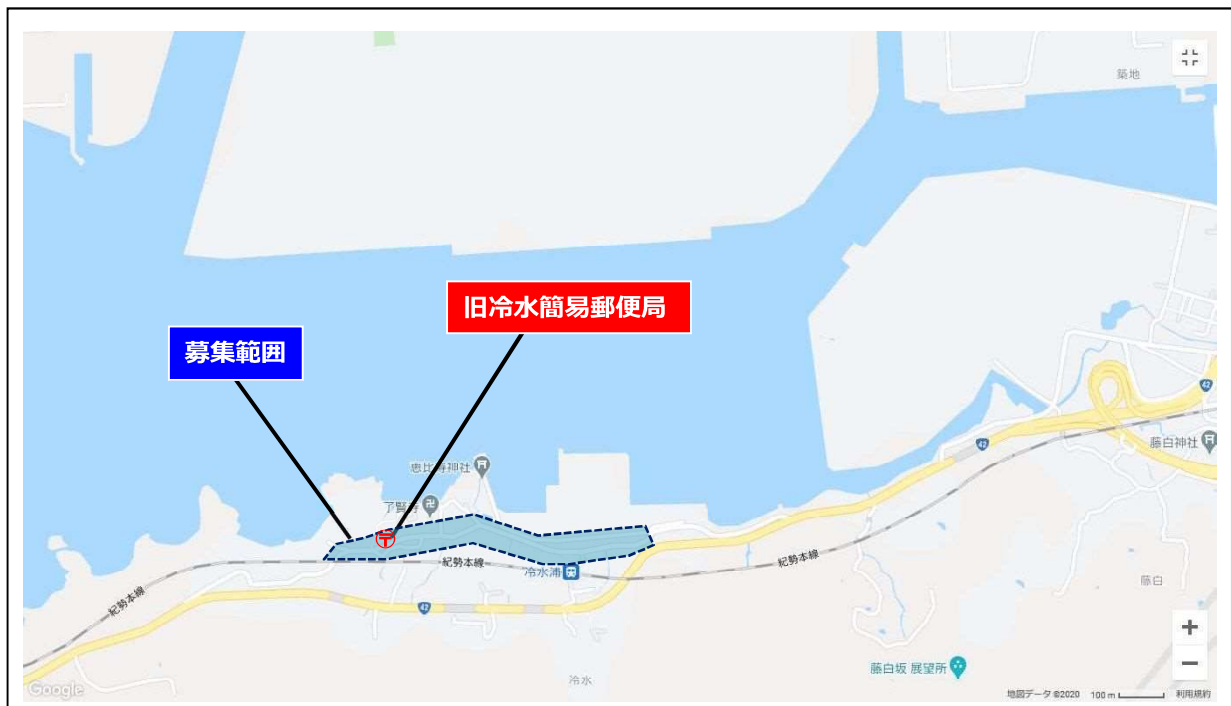 築地
旧冷水簡易郵便局
募集範囲
42
藤白神社
42
恵比寿神社
了賢寺
紀勢本線
紀勢本線
冷水浦
紀勢本線
藤白
42
藤白坂 展望所
冷水
Google
地図データ ©2020 100 m 利用規約